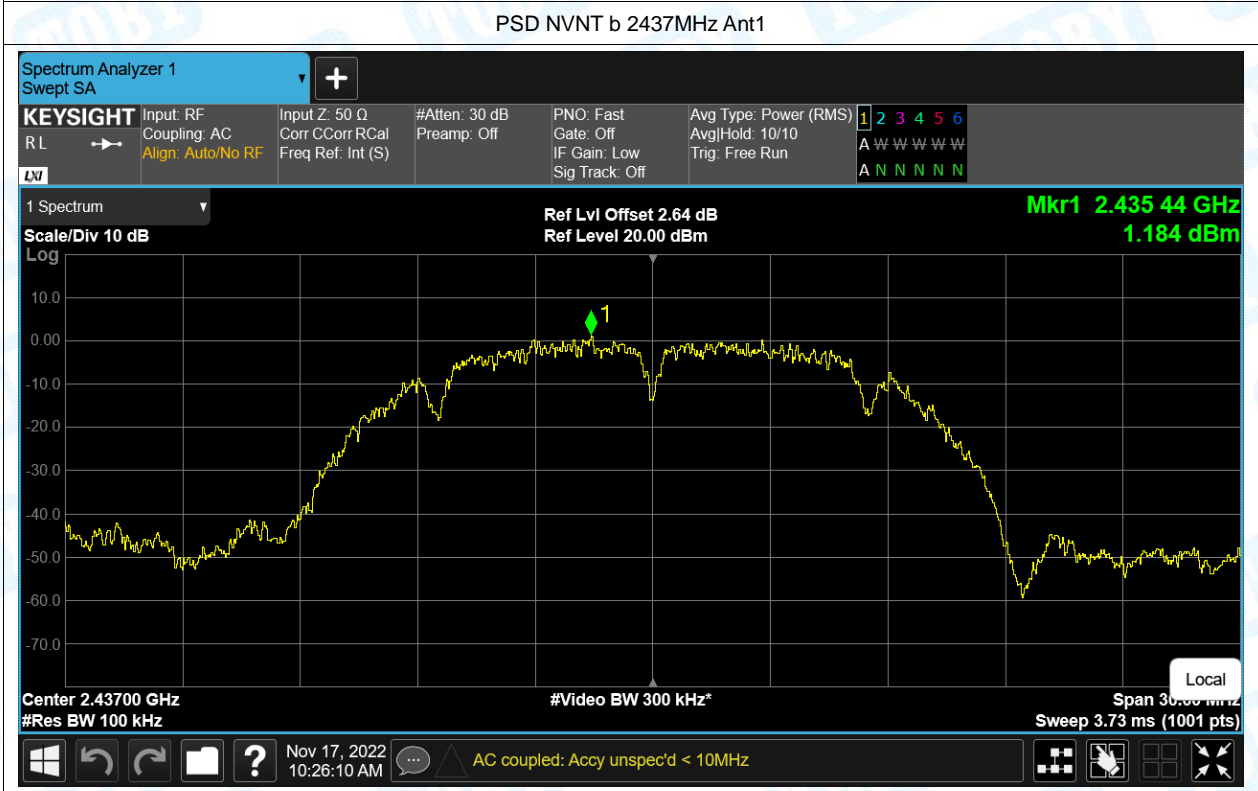 PSD NVNT b 2437MHz Ant1
Spectrum Analyzer 1
Swept SA
KEYSIGHT
R L
LXI
Input: RF
Coupling: AC
Align: Auto/No RF
Input Z: 50 Ω
Corr CCorr RCal
Freq Ref: Int (S)
#Atten: 30 dB
Preamp: Off
PNO: Fast
Gate: Off
IF Gain: Low
Sig Track: Off
Avg Type: Power (RMS)
Avg|Hold: 10/10
Trig: Free Run
1 2 3 4 5 6
A W W W W W
A N N N N N
1 Spectrum
Scale/Div 10 dB
Ref Lvl Offset 2.64 dB
Ref Level 20.00 dBm
Mkr1 2.435 44 GHz
1.184 dBm
Log
1
10.0
0.00
-10.0
-20.0
-30.0
-40.0
-50.0
-60.0
-70.0
Local
Center 2.43700 GHz
#Video BW 300 kHz*
Span 30.00 MHz
#Res BW 100 kHz
Sweep 3.73 ms (1001 pts)
?
Nov 17, 2022
10:26:10 AM
AC coupled: Accy unspec'd < 10MHz